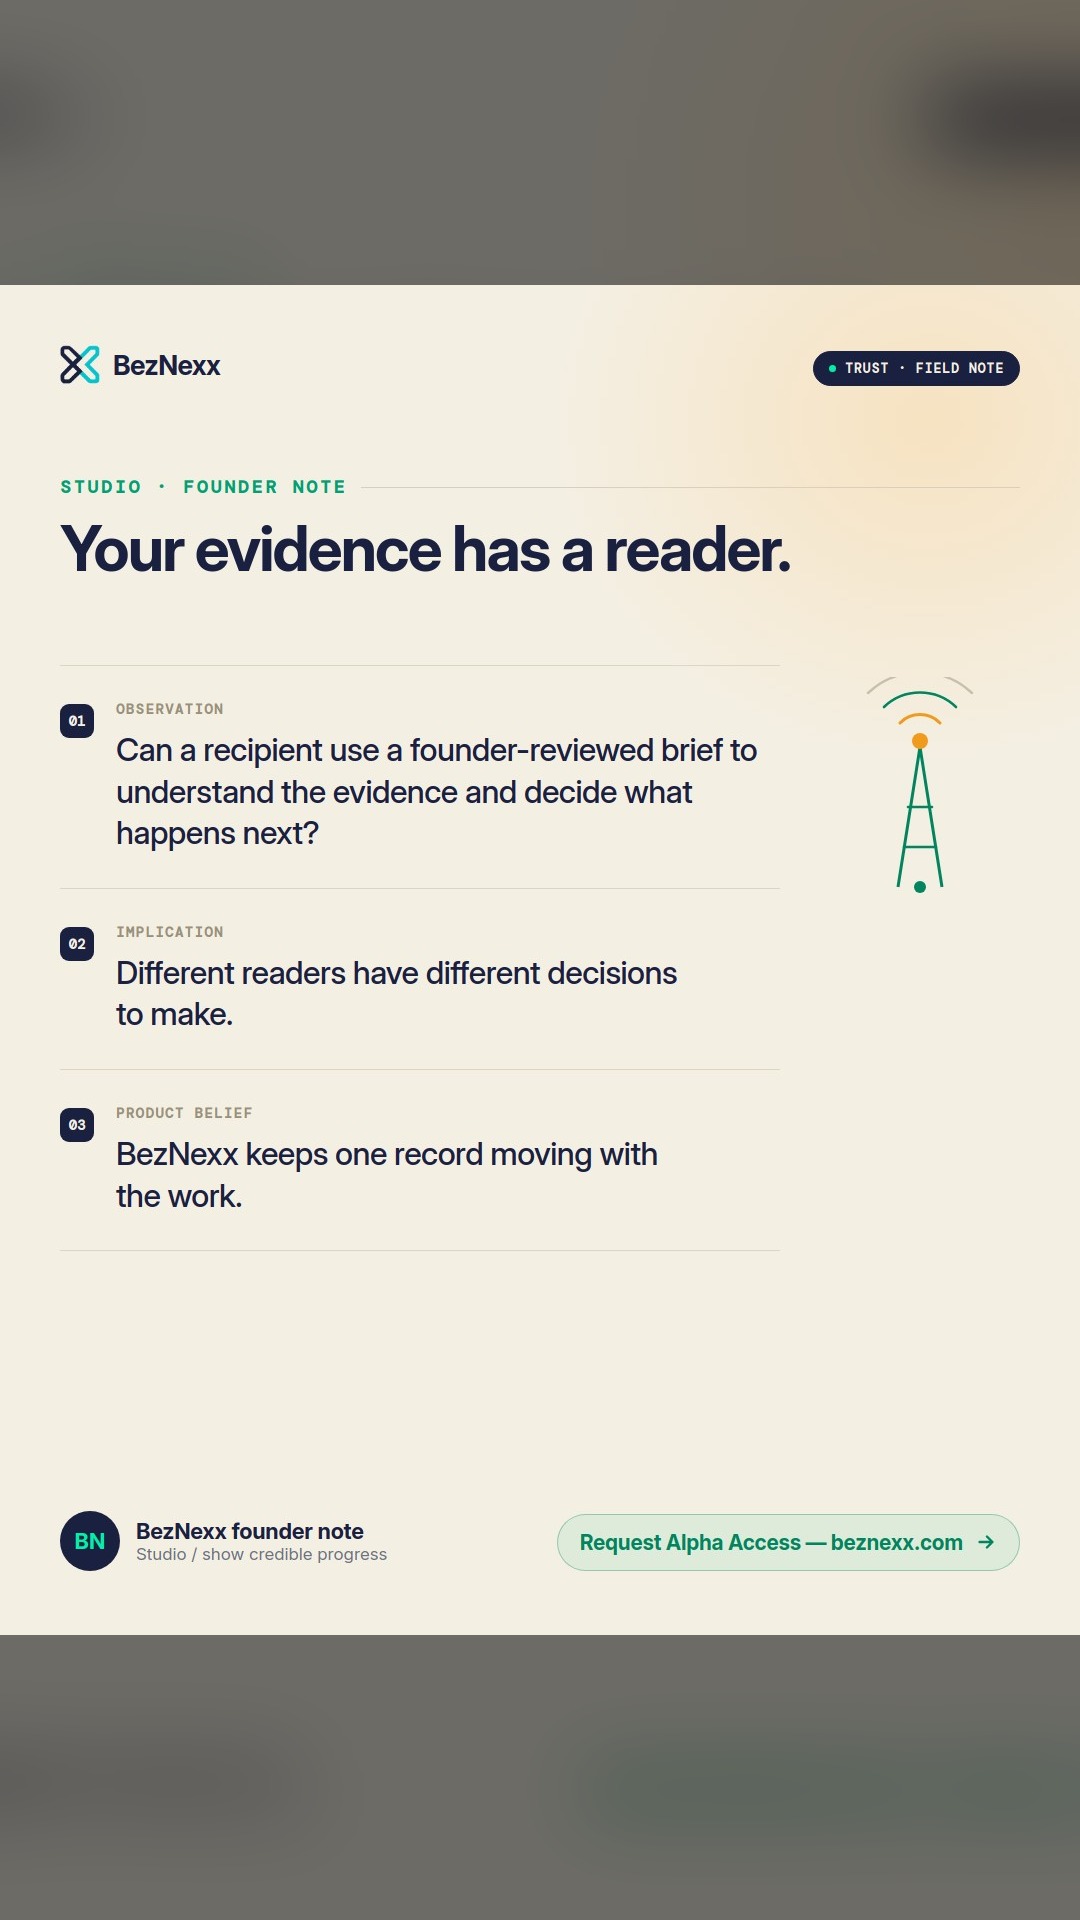 BezNexx
TRUST · FIELD NOTE
STUDIO · FOUNDER NOTE
Your evidence has a reader.
01
OBSERVATION
Can a recipient use a founder-reviewed brief to
understand the evidence and decide what
happens next?
02
IMPLICATION
Different readers have different decisions
to make.
03
PRODUCT BELIEF
BezNexx keeps one record moving with
the work.
BN
BezNexx founder note
Studio / show credible progress
Request Alpha Access — beznexx.com →